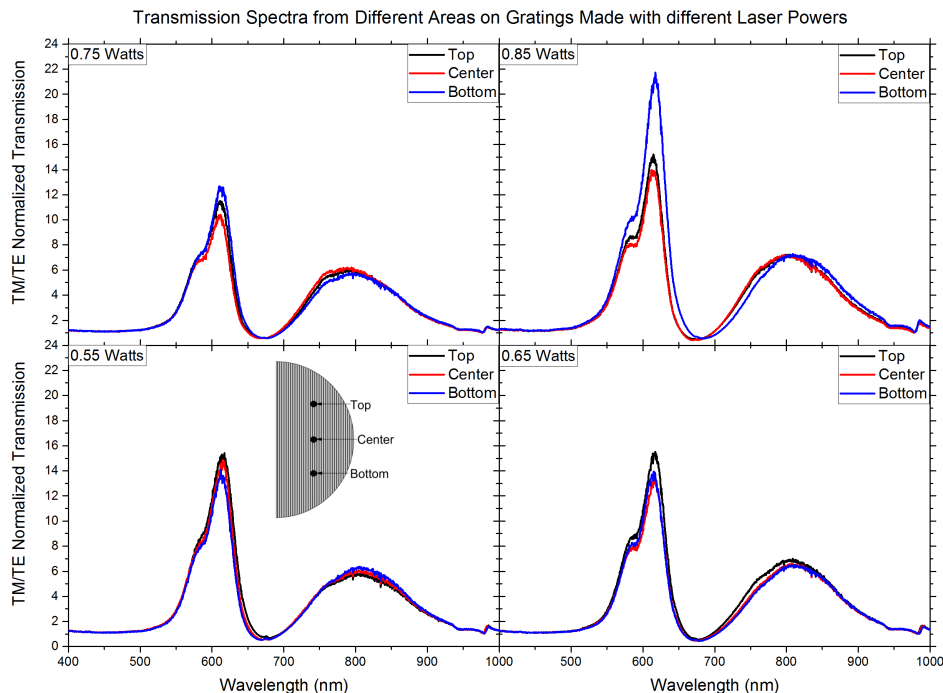 Transmission Spectra from Different Areas on Gratings Made with different Laser Powers
0.75 Watts
Top
Center
Bottom
0.85 Watts
Top
Center
Bottom
TM/TE Normalized Transmission
24
22
20
18
16
14
12
10
8
6
4
2
24
0.55 Watts
Top
Center
Bottom
Top
Center
Bottom
0.65 Watts
Top
Center
Bottom
TM/TE Normalized Transmission
22
20
18
16
14
12
10
8
6
4
2
0
400 500 600 700 800 900 1000 500 600 700 800 900 1000
Wavelength (nm) Wavelength (nm)